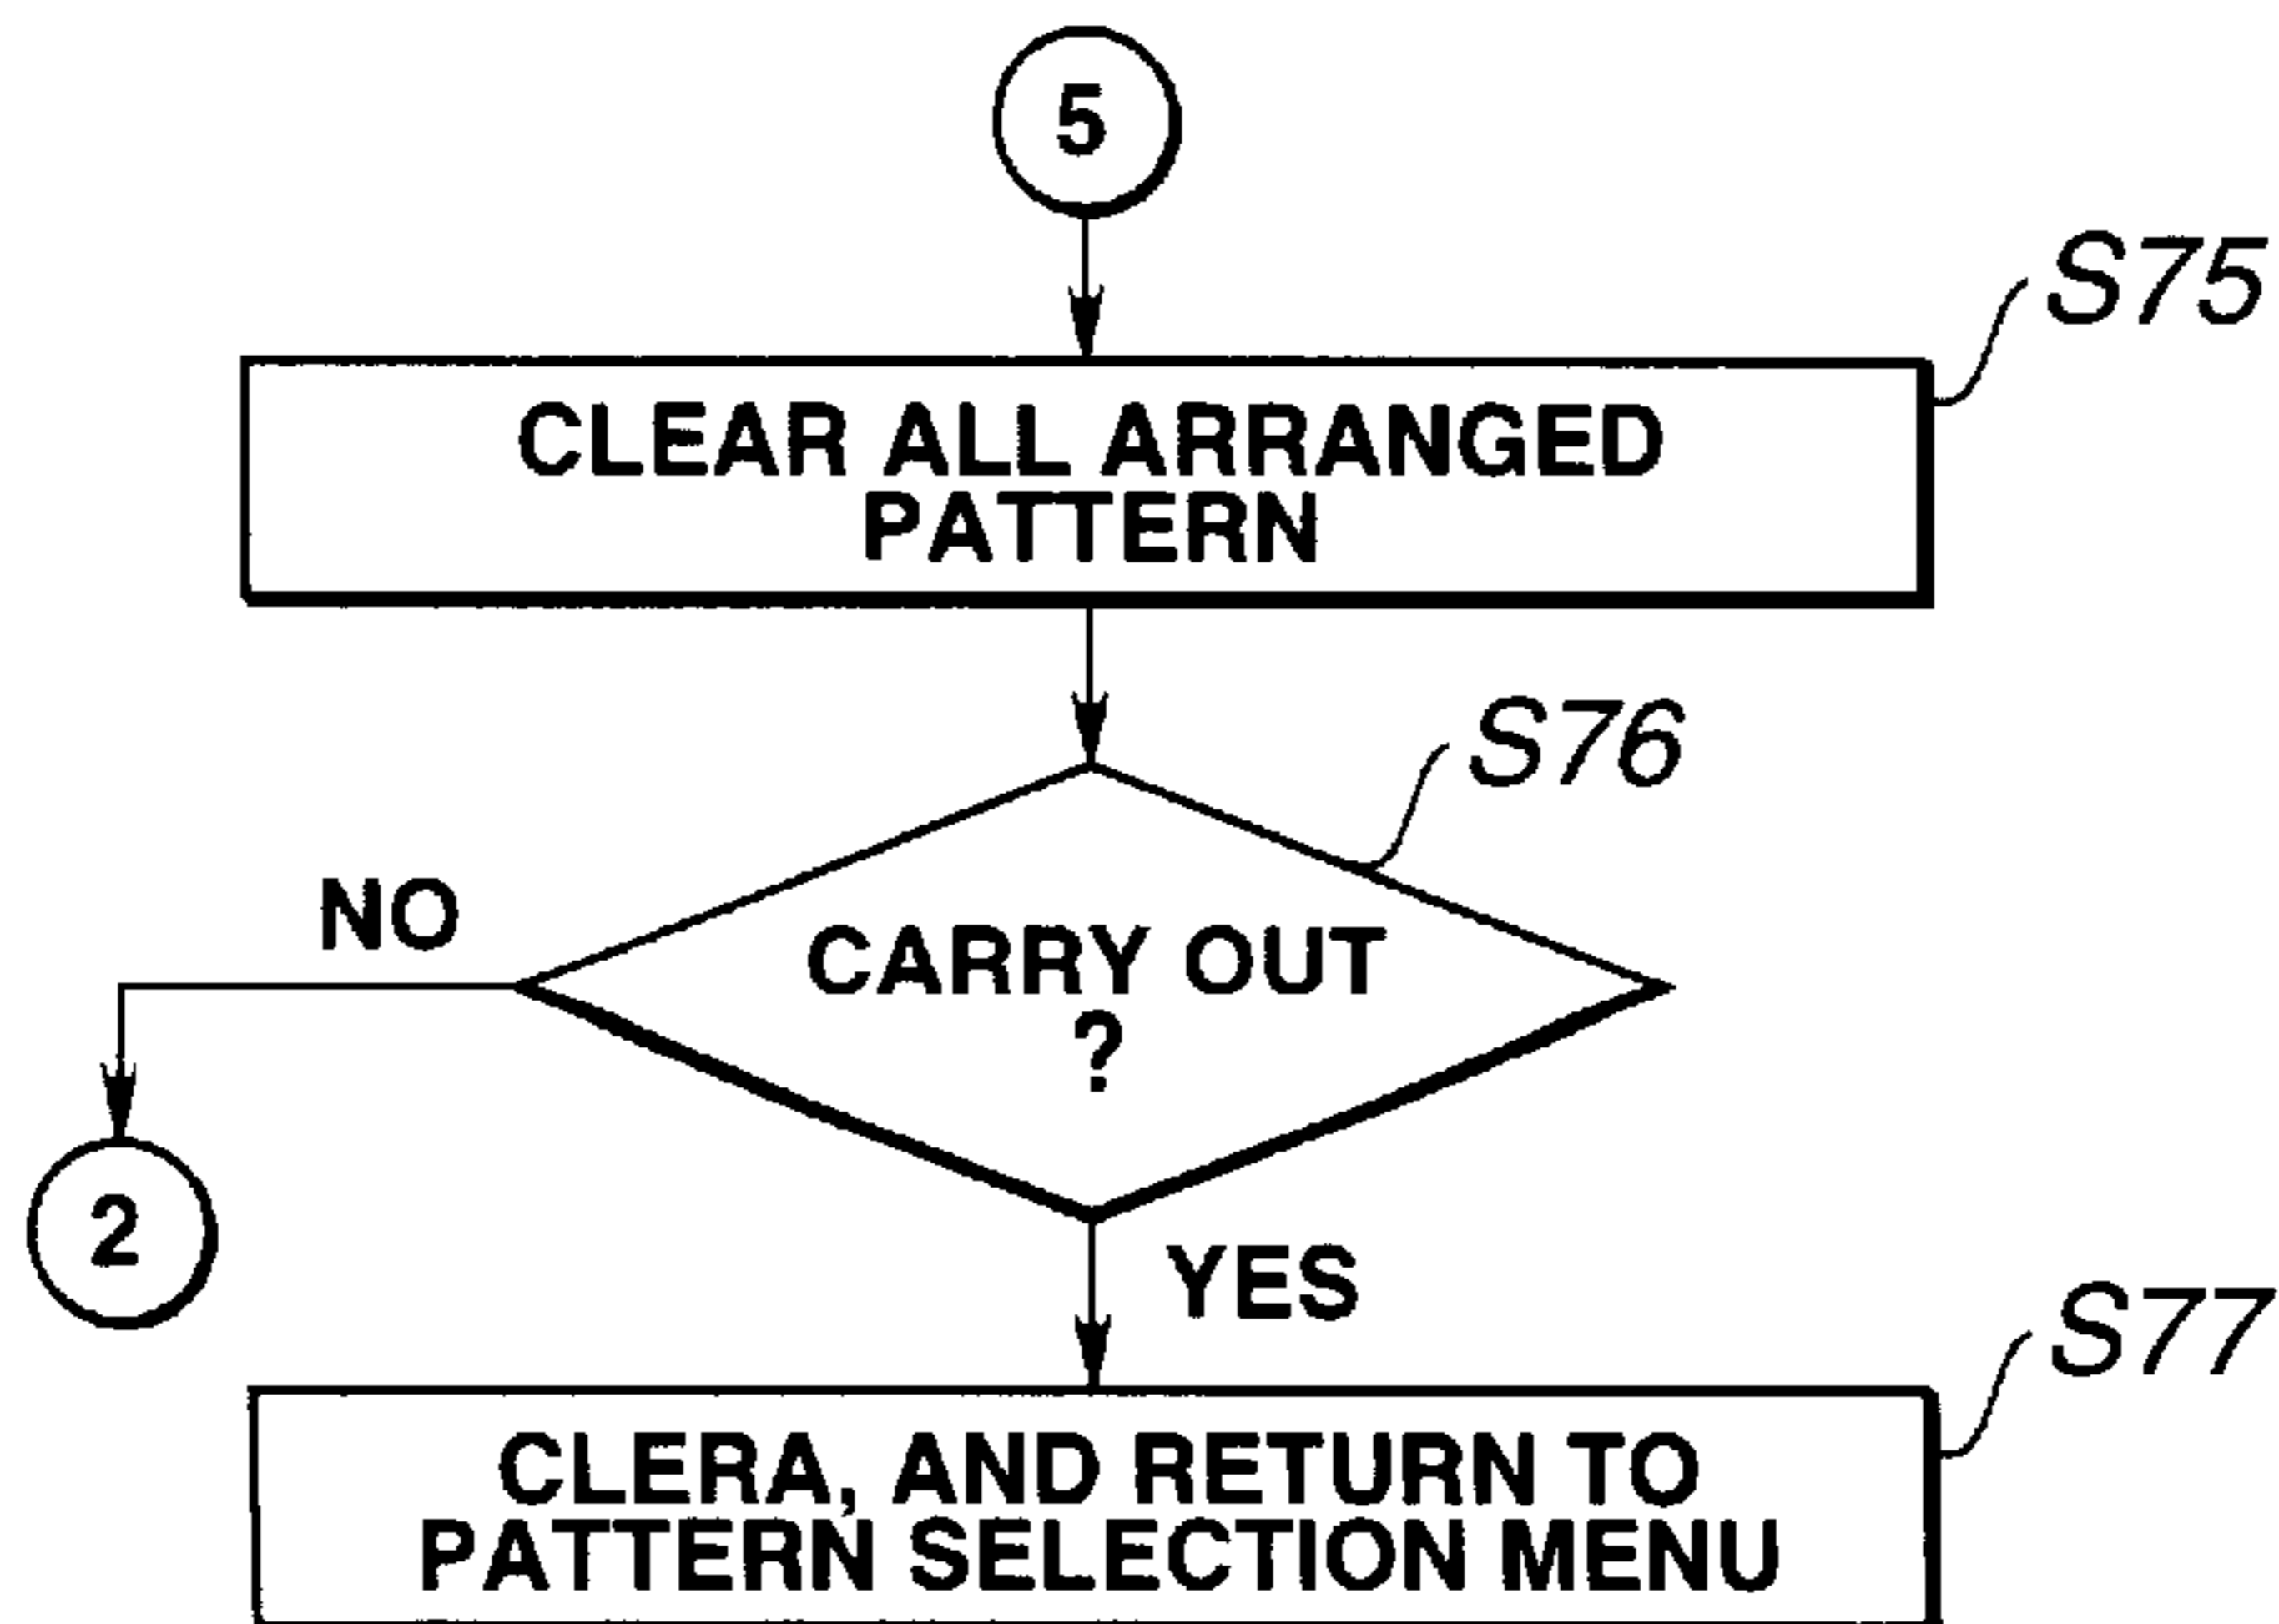 5
S75
CLEAR ALL ARRANGED
PATTERN
S76
NO
CARRY OUT
?
2
YES
S77
CLERA, AND RETURN TO
PATTERN SELECTION MENU